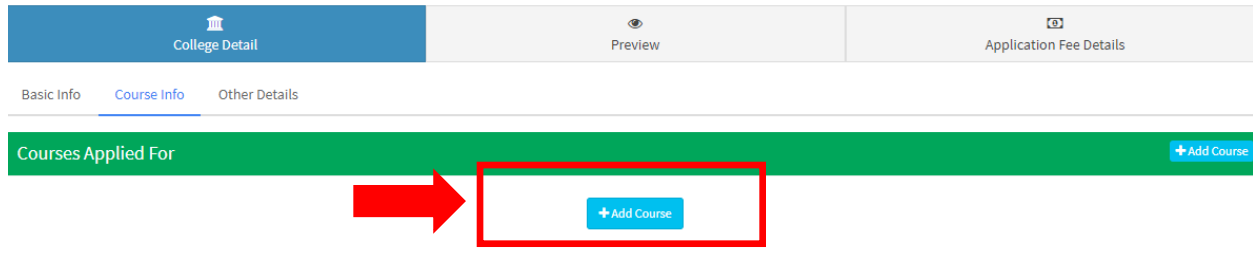 College Detail
Preview
Application Fee Details
Basic Info
Course Info
Other Details
Courses Applied For
+Add Course
+Add Course